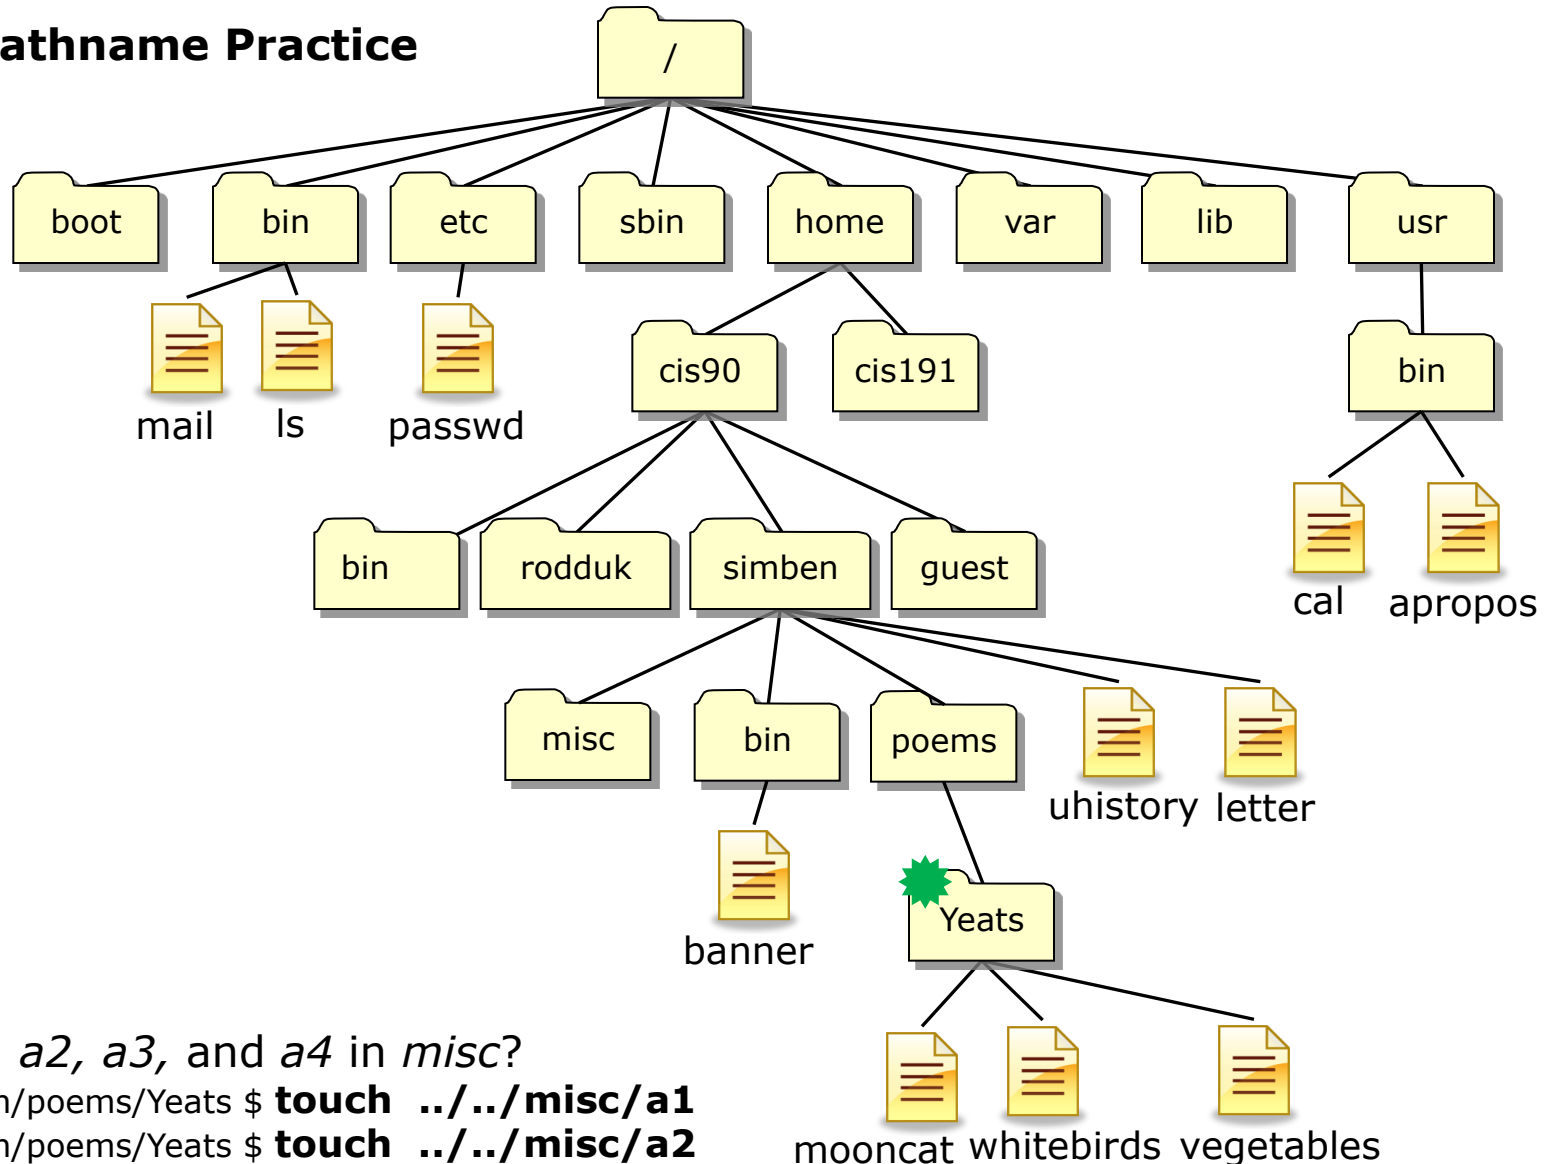 athname Practice
/
boot bin etc sbin home var lib usr
mail ls passwd
cis90 cis191 bin
bin rodduk simben guest
cal apropos
misc bin poems
uhistory letter
banner
Yeats
a2, a3, and a4 in misc?
n/poems/Yeats $ touch ../../misc/a1
n/poems/Yeats $ touch ../../misc/a2
mooncat whitebirds vegetables